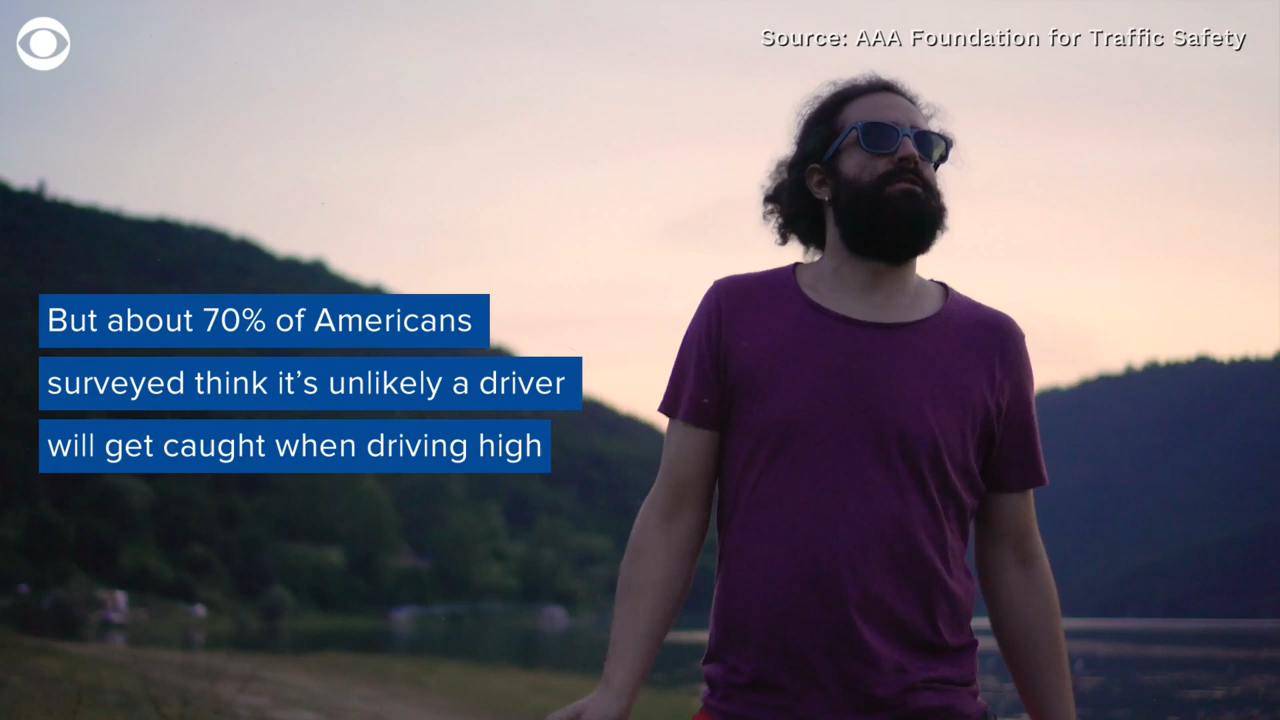 Source: AAA Foundation for Traffic Safety
But about 70% of Americans
surveyed think it's unlikely a driver
will get caught when driving high